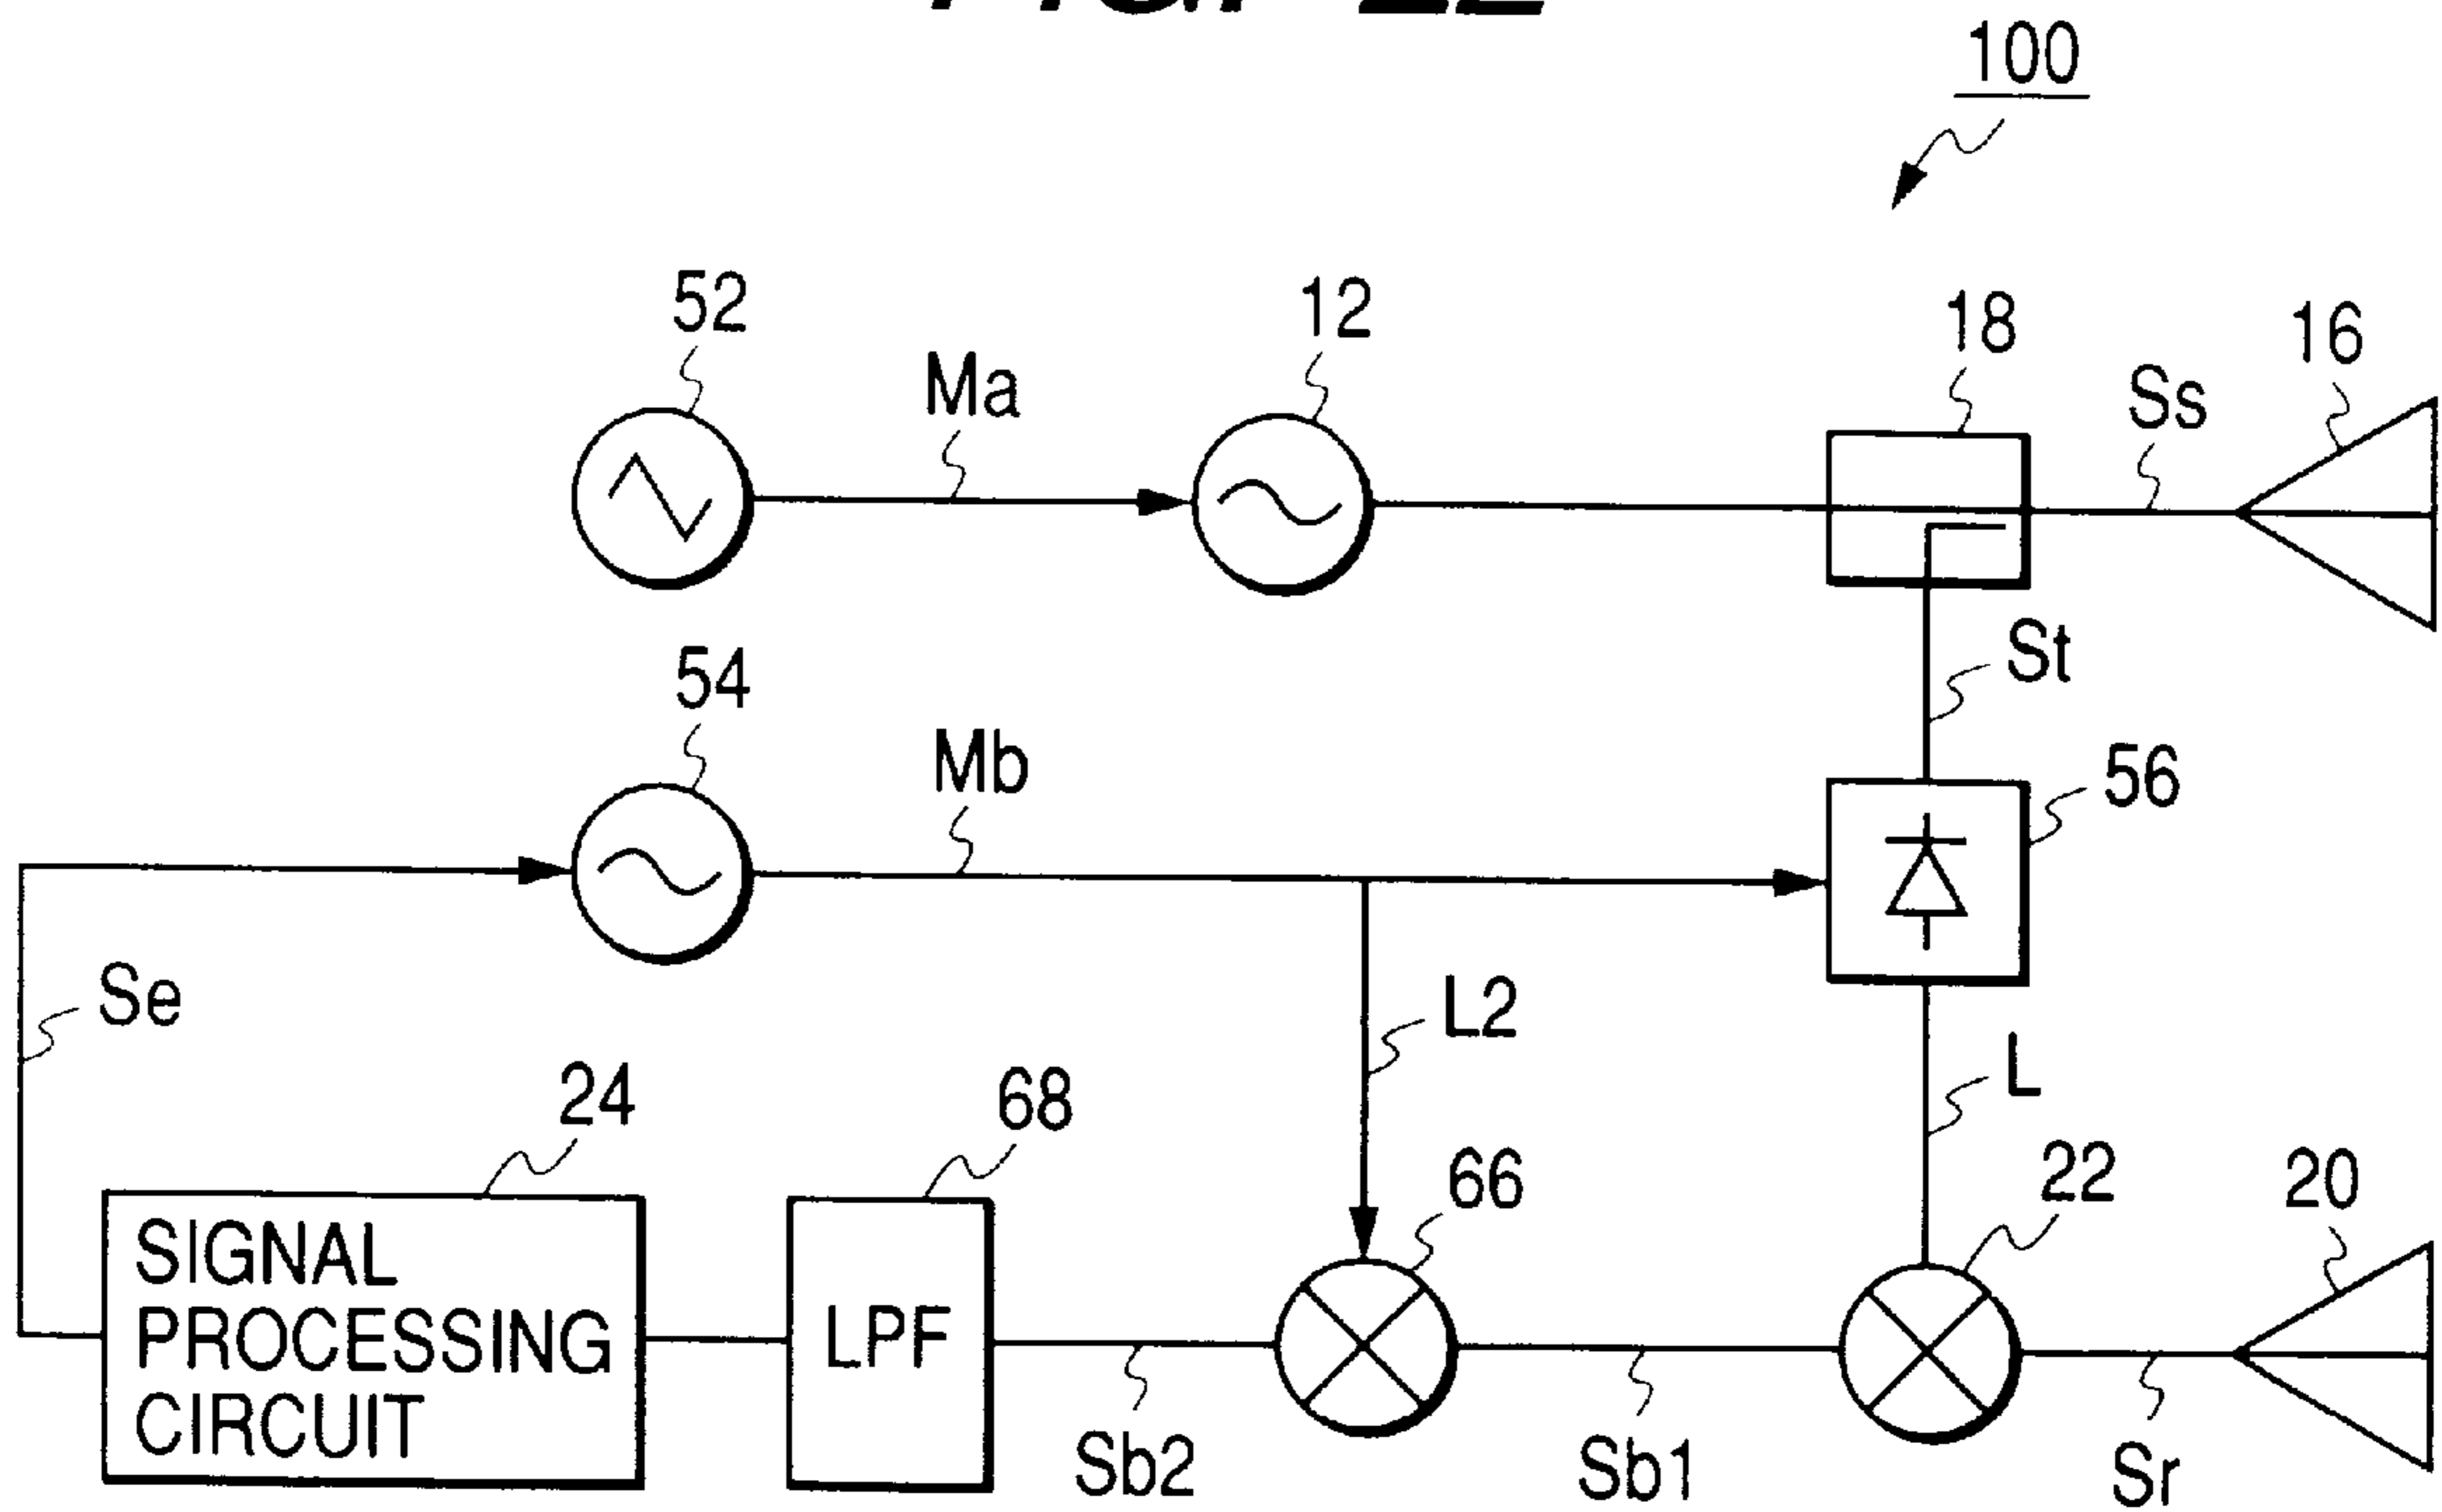 100
52
Ma
12
18
Ss
16
St
54
Mb
56
Se
L2
L
24
68
66
22
20
SIGNAL
PROCESSING
CIRCUIT
LPF
Sb2
Sb1
Sr